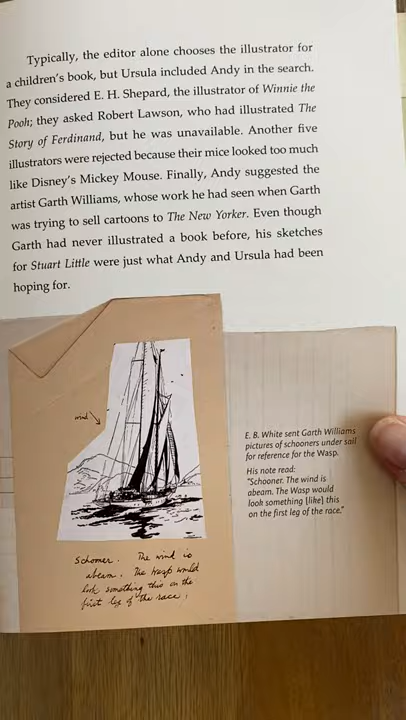 Typically, the editor alone chooses the illustrator for
a children's book, but Ursula included Andy in the search.
They considered E. H. Shepard, the illustrator of Winnie the
Pooh; they asked Robert Lawson, who had illustrated The
Story of Ferdinand, but he was unavailable. Another five
illustrators were rejected because their mice looked too much
like Disney's Mickey Mouse. Finally, Andy suggested the
artist Garth Williams, whose work he had seen when Garth
was trying to sell cartoons to The New Yorker. Even though
Garth had never illustrated a book before, his sketches
for Stuart Little were just what Andy and Ursula had been
hoping for.
wind
Schooner. The wind is
abeam. The Wasp would
look something this on the
first leg of the race.
E. B. White sent Garth Williams
pictures of schooners under sail
for reference for the Wasp.
His note read:
"Schooner. The wind is
abeam. The Wasp would
look something [like] this
on the first leg of the race."